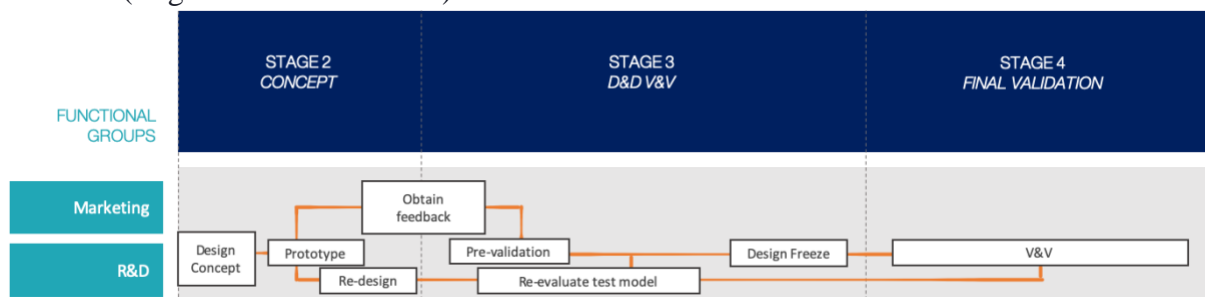 STAGE 2
CONCEPT
STAGE 3
D&D V&V
STAGE 4
FINAL VALIDATION
FUNCTIONAL
GROUPS
Marketing
Obtain
feedback
R&D
Design
Concept
Prototype
Pre-validation
Design Freeze
V&V
Re-design
Re-evaluate test model